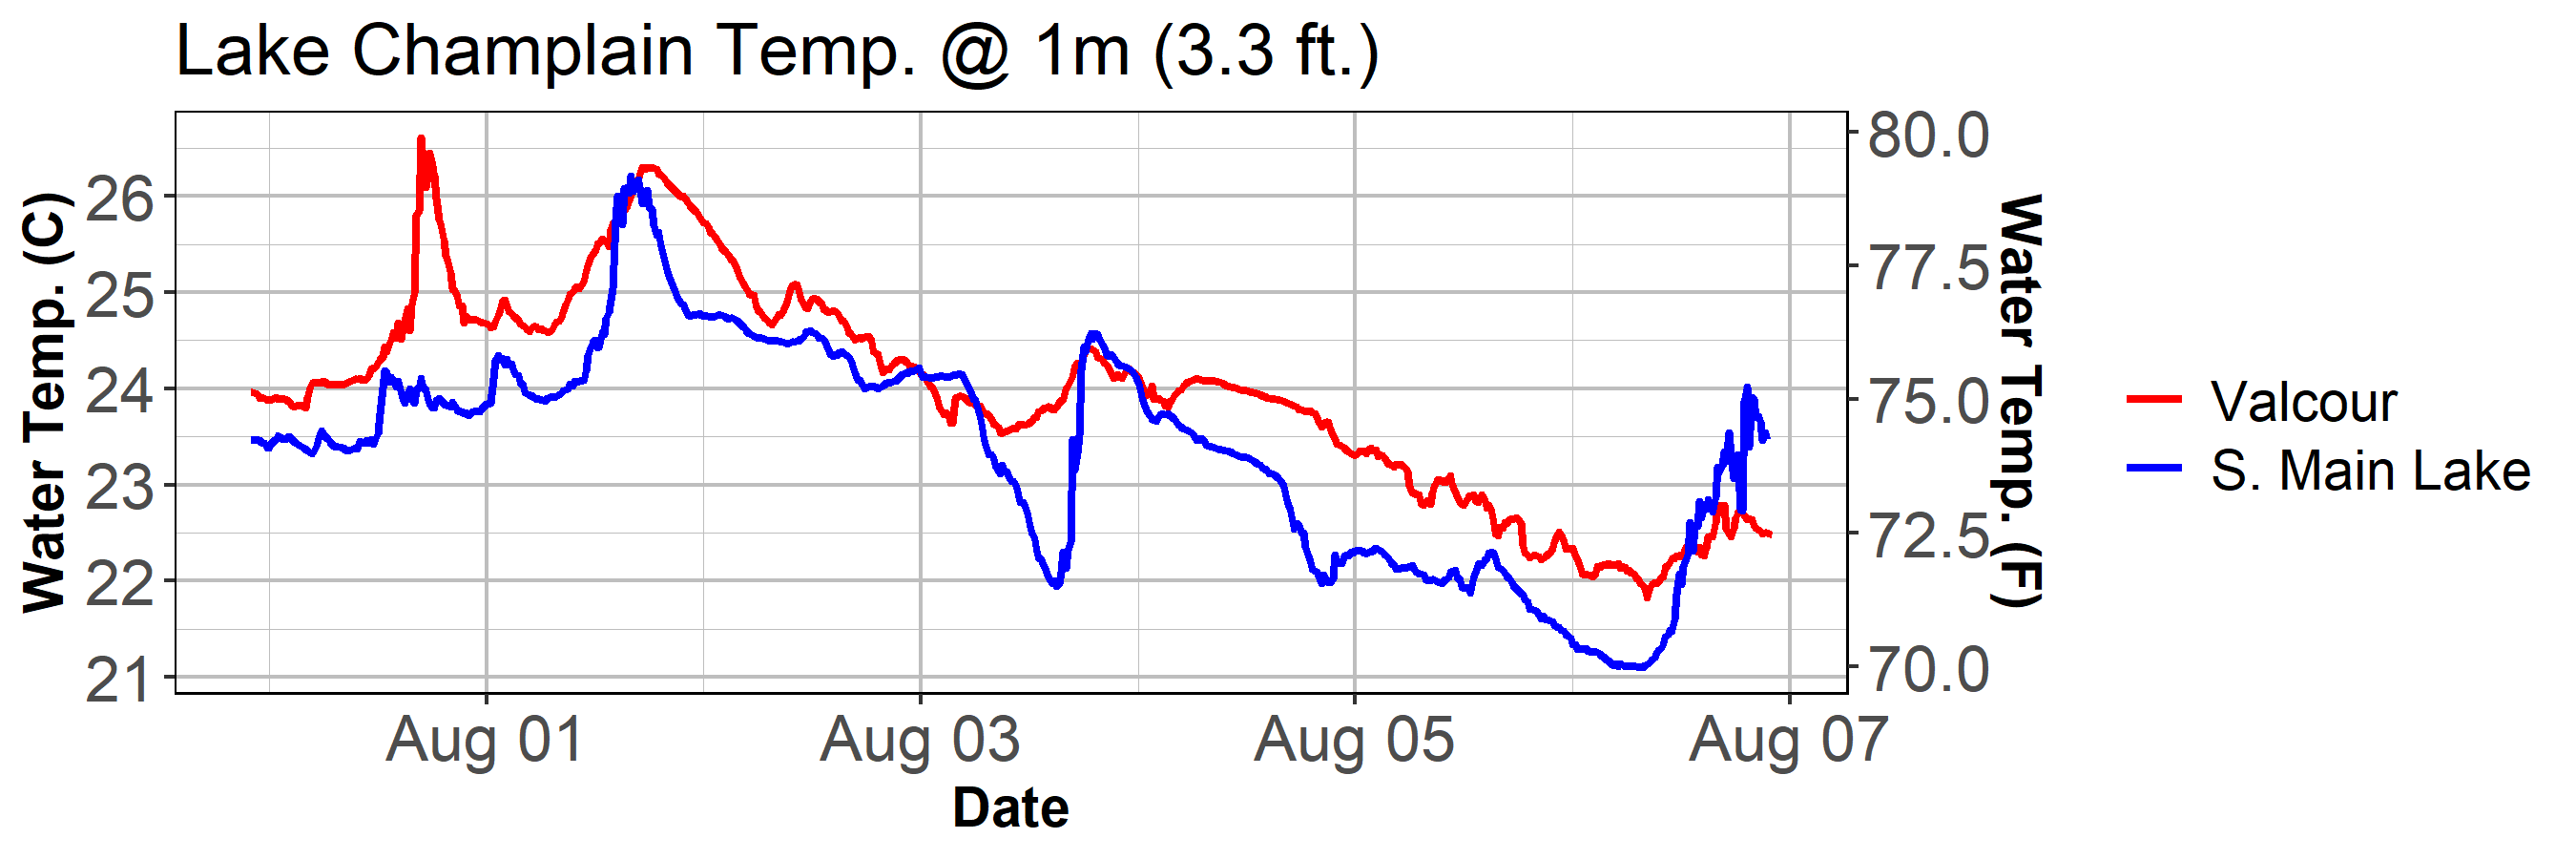 Lake Champlain Temp. @ 1m (3.3 ft.)
Water Temp. (C)
26
25
24
23
22
21
80.0
77.5
75.0
72.5
70.0
Water Temp. (F)
Aug 01
Aug 03
Aug 05
Aug 07
Date
Valcour
S. Main Lake